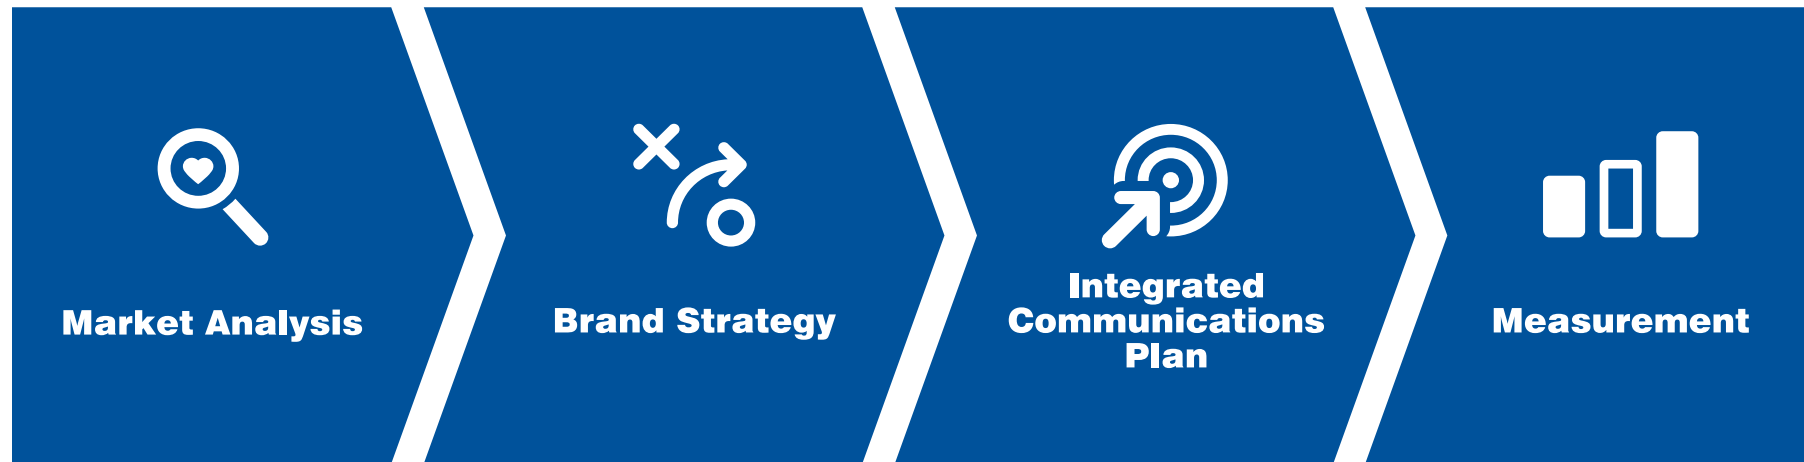 Market Analysis
Brand Strategy
Integrated
Communications
Plan
Measurement